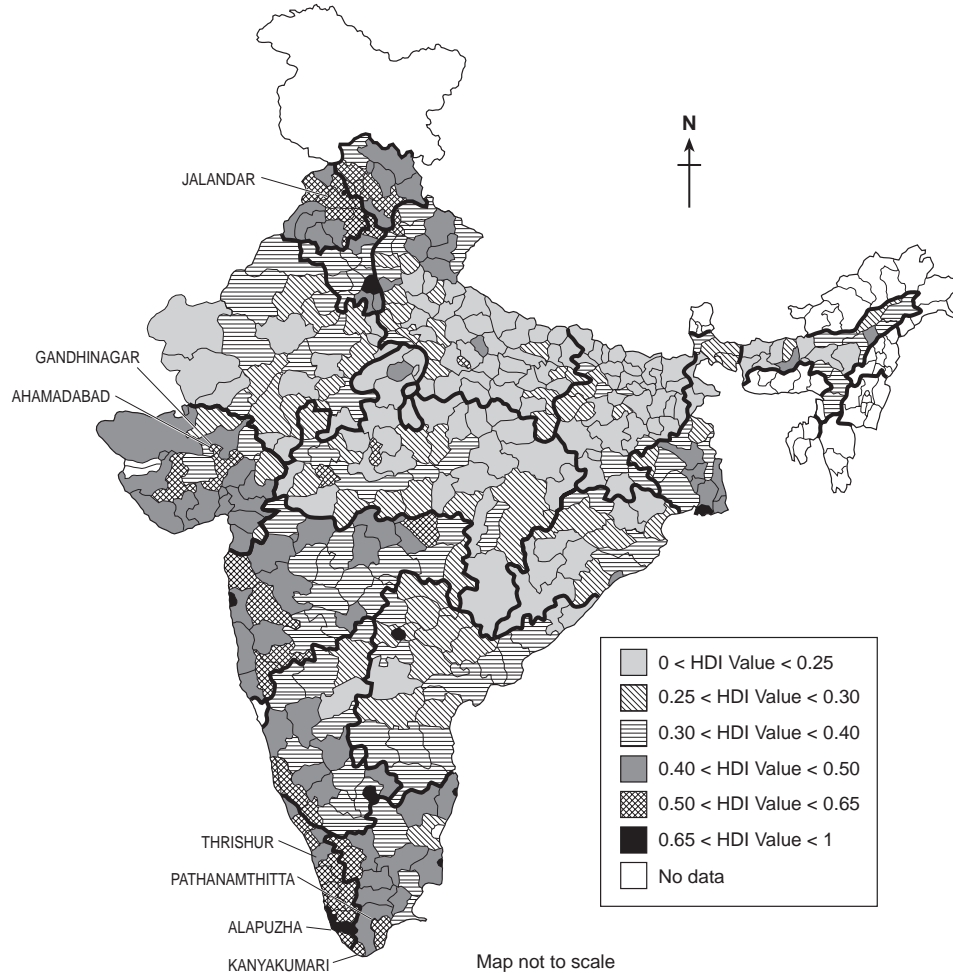 N
JALANDAR
GANDHINAGAR
AHAMADABAD
0 < HDI Value < 0.25
0.25 < HDI Value < 0.30
0.30 < HDI Value < 0.40
0.40 < HDI Value < 0.50
0.50 < HDI Value < 0.65
0.65 < HDI Value < 1
No data
THRISHUR
PATHANAMTHITTA
ALAPUZHA
KANYAKUMARI
Map not to scale